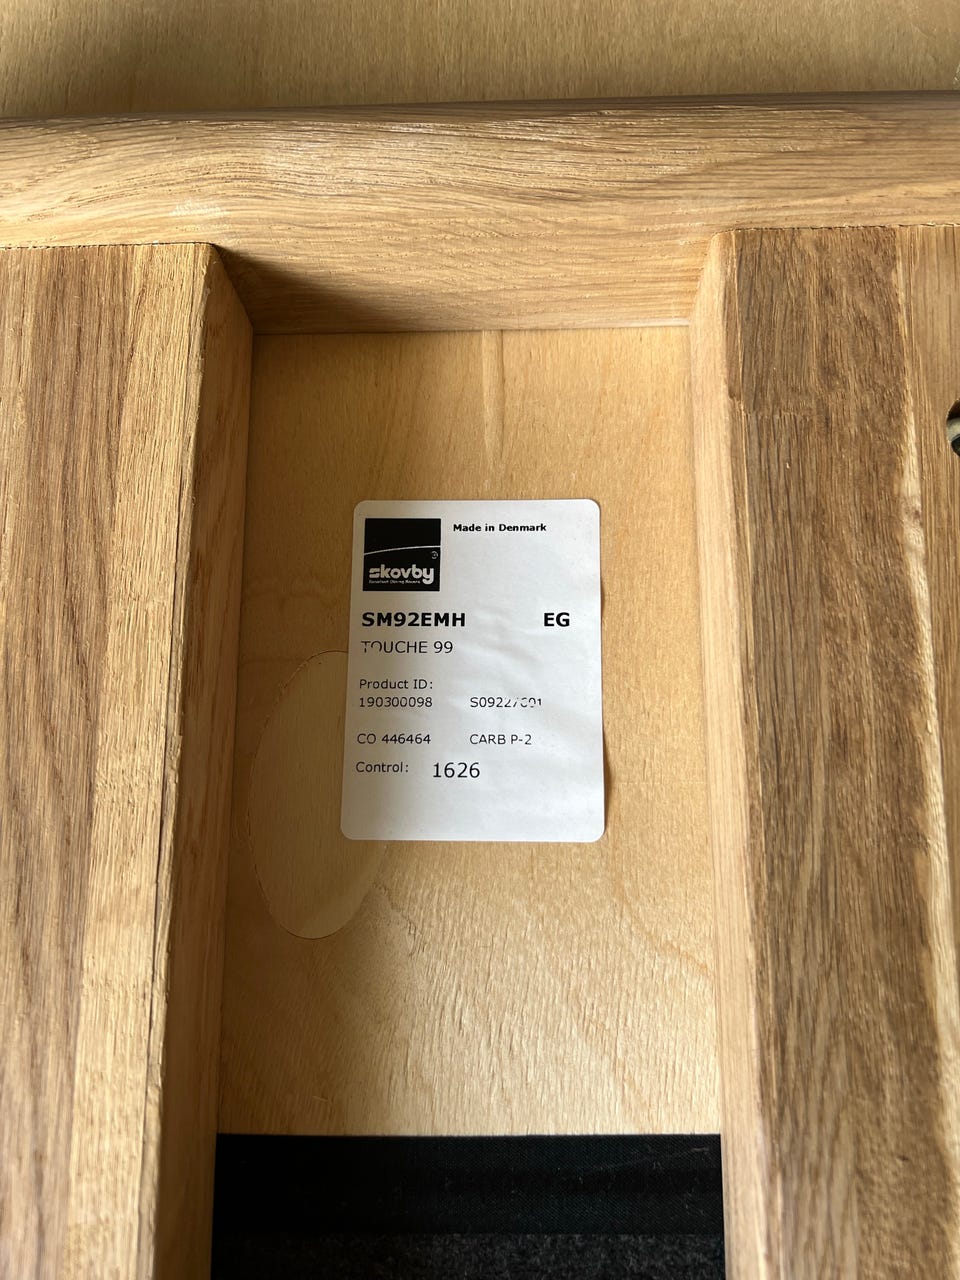 Made in Denmark
skovby
SM92EMH EG
TOUCHE 99
Product ID:
190300098
CO 446464 CARB P-2
Control: 1626